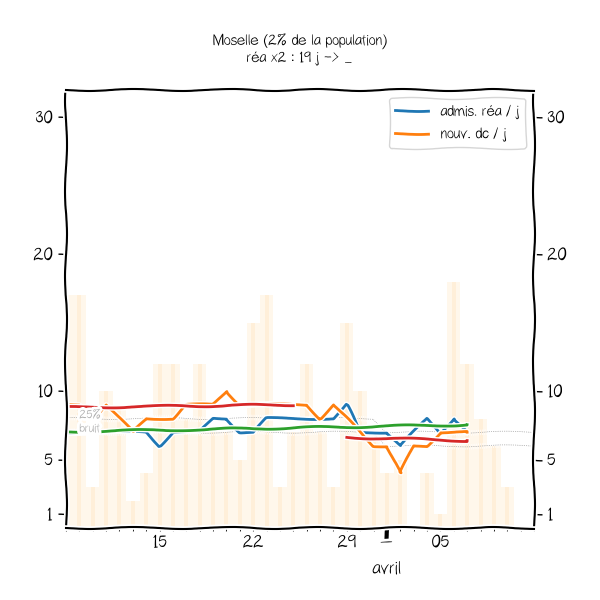 Moselle (2% de la population)
réa x2 : 19 j -> _
admis. réa / j
nouv. dc / j
30
30
20
20
10
10
25%
bruit
5
5
1
1
15
22
29
1
05
avril